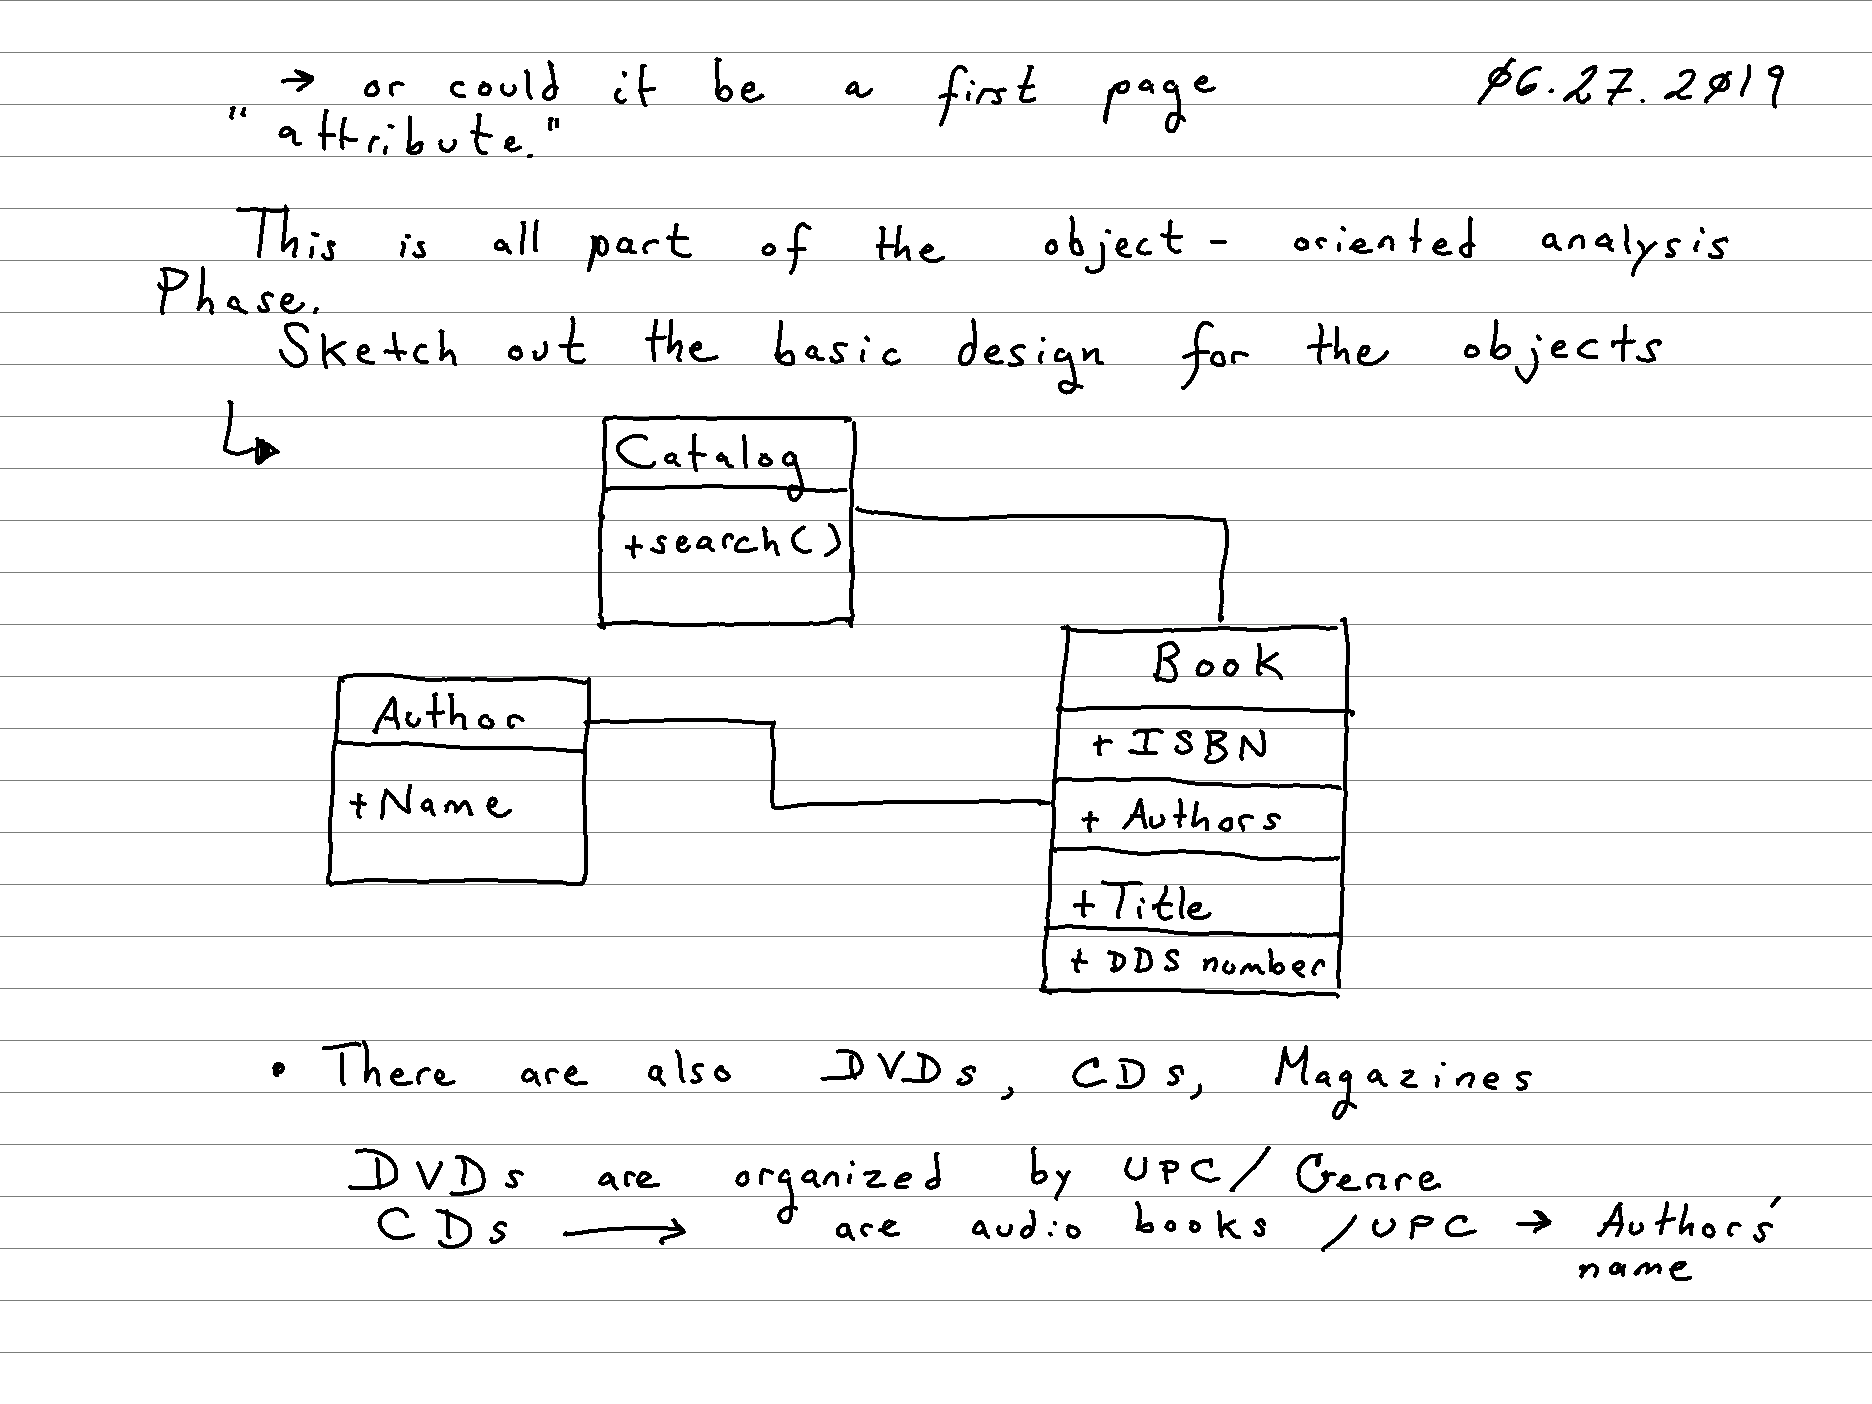 → or could it be a first page 06.27.2019
"attribute."
This is all part of the object-oriented analysis
Phase.
Sketch out the basic design for the objects
Catalog
+search()
Book
+ ISBN
+ Authors
+Title
+ DDS number
Author
+Name
• There are also DVDs, CDs, Magazines
DVDs are organized by UPC/Genre
CDs → are audio books /UPC → Author's
name